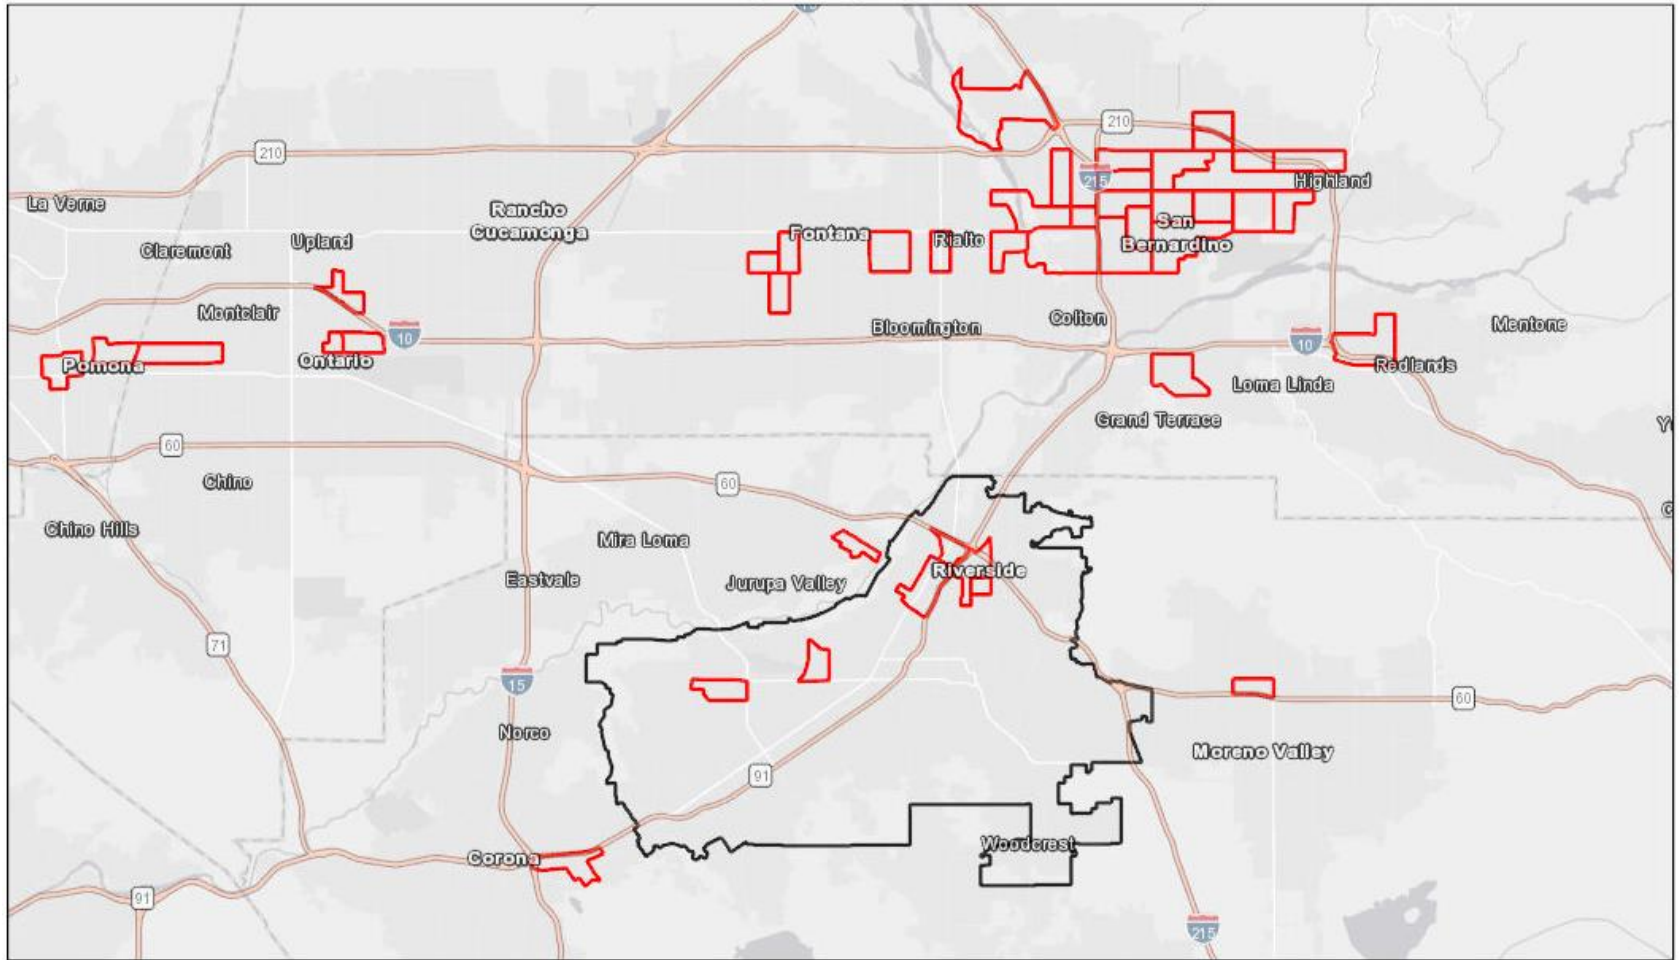 210
210
La Verne
Rancho
Cucamonga
Claremont
Upland
Fontana
Rialto
215
Highland
San
Bernardino
Montclair
10
Bloomington
Colton
Mentone
Pomona
Ontario
10
Redlands
Loma Linda
Grand Terrace
60
Chino
60
Chino Hills
Mira Loma
Eastvale
Jurupa Valley
Riverside
71
15
Norco
60
Moreno Valley
91
Woodcrest
Corona
91
215